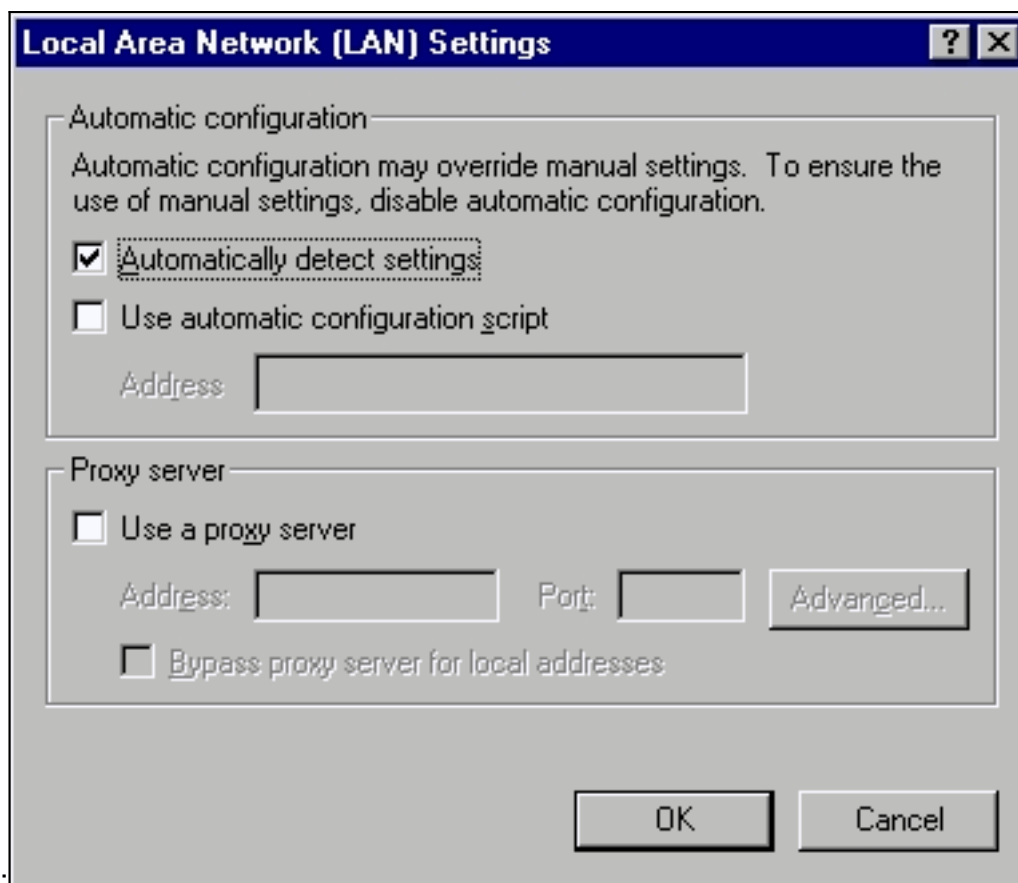 Local Area Network (LAN) Settings ? X
Automatic configuration
Automatic configuration may override manual settings. To ensure the
use of manual settings, disable automatic configuration.
Automatically detect settings
Use automatic configuration script
Address
Proxy server
Use a proxy server
Address: Port: Advanced...
Bypass proxy server for local addresses
OK Cancel
.